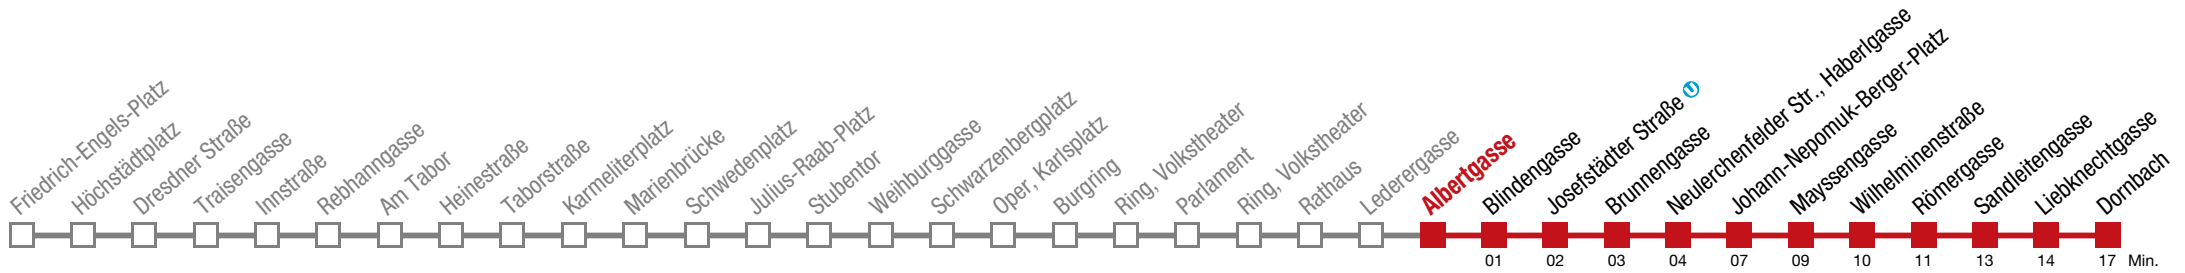 Friedrich-Engels-Platz
Höchstädtplatz
Dresdner Straße
Traisengasse
Innstraße
Rebhanngasse
Am Tabor
Heinestraße
Taborstraße
Karmeliterplatz
Marienbrücke
Schwedenplatz
Julius-Raab-Platz
Stubentor
Weihburggasse
Schwarzenbergplatz
Oper, Karlsplatz
Burgring
Ring, Volkstheater
Parlament
Ring, Volkstheater
Rathaus
Lederergasse
Albertgasse
Blindengasse
Josefstädter Straße U
Brunnengasse
Neulerchenfelder Str., Haberlgasse
Johann-Nepomuk-Berger-Platz
Mayssengasse
Wilhelminenstraße
Römergasse
Sandleitengasse
Liebknechtgasse
Dornbach
01 02 03 04 07 09 10 11 13 14 17 Min.